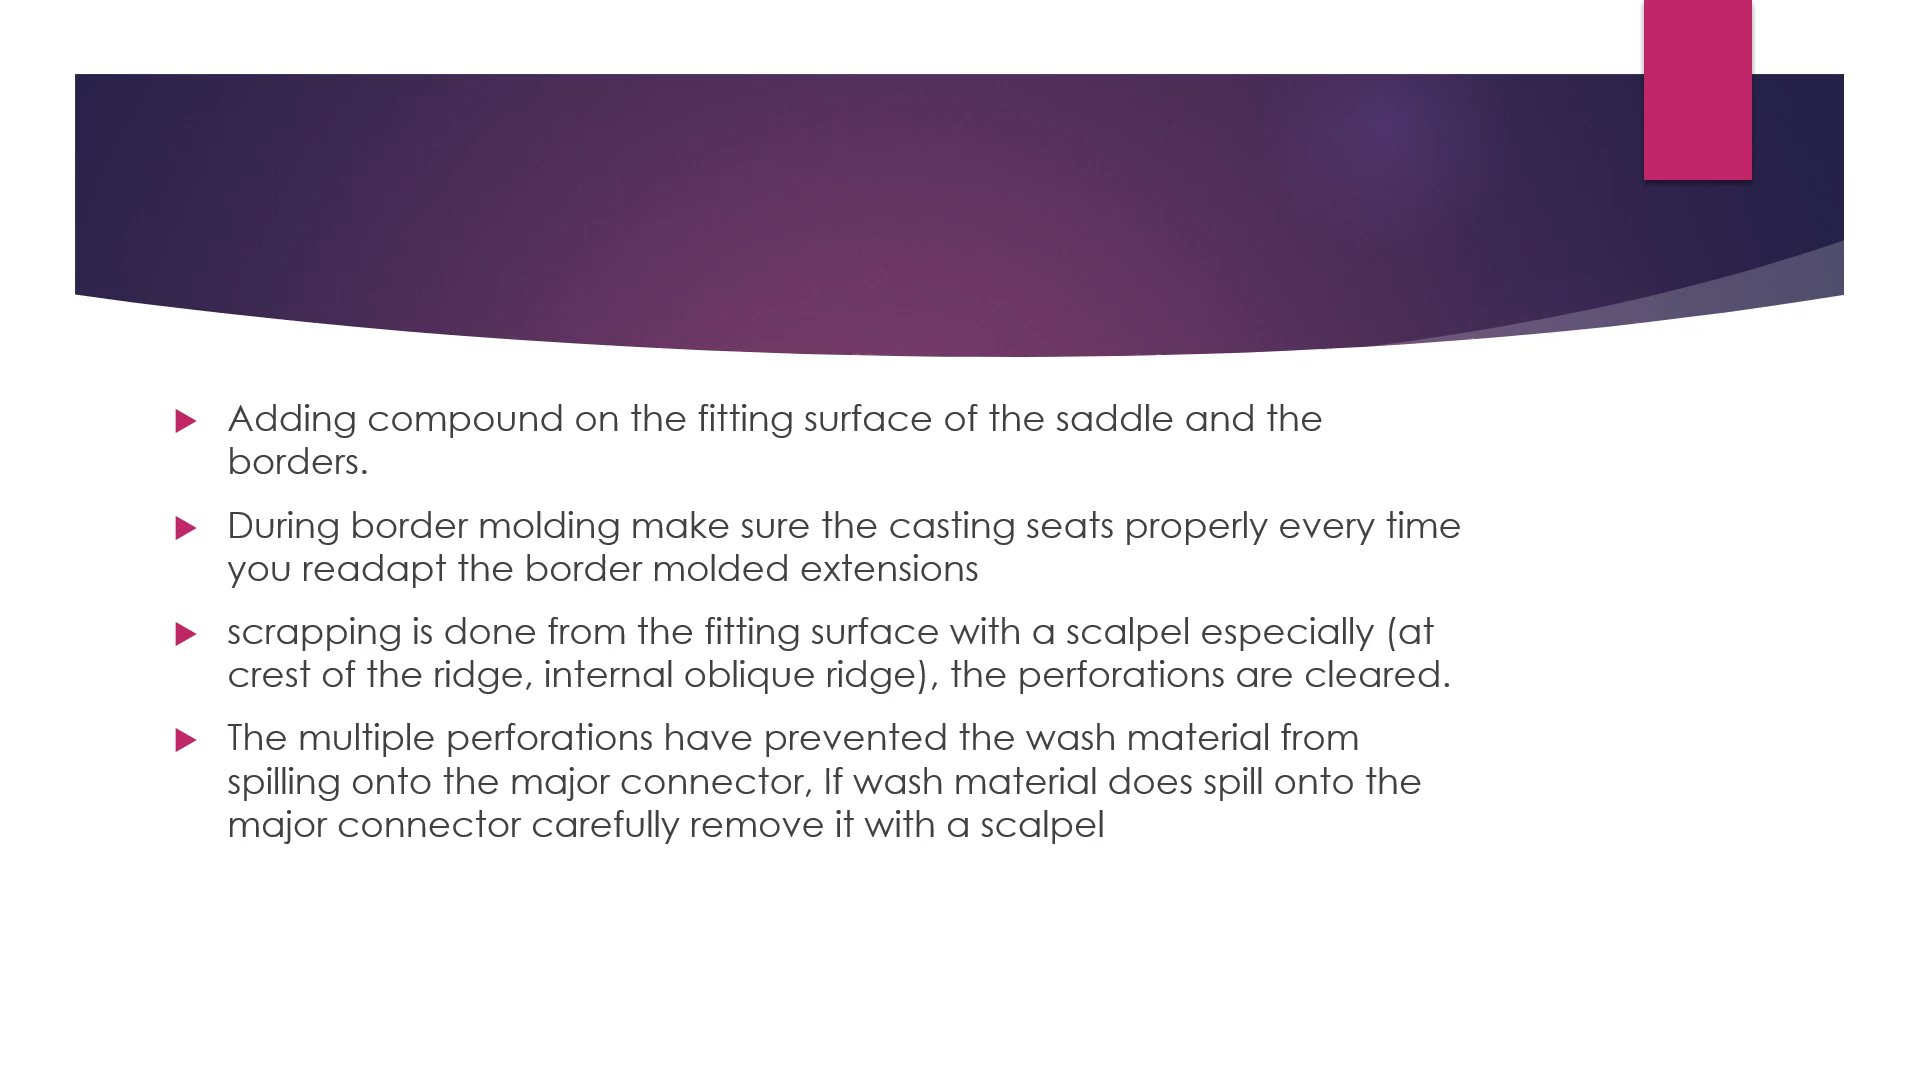 Adding compound on the fitting surface of the saddle and the
borders.
During border molding make sure the casting seats properly every time
you readapt the border molded extensions
scrapping is done from the fitting surface with a scalpel especially (at
crest of the ridge, internal oblique ridge), the perforations are cleared.
The multiple perforations have prevented the wash material from
spilling onto the major connector, If wash material does spill onto the
major connector carefully remove it with a scalpel